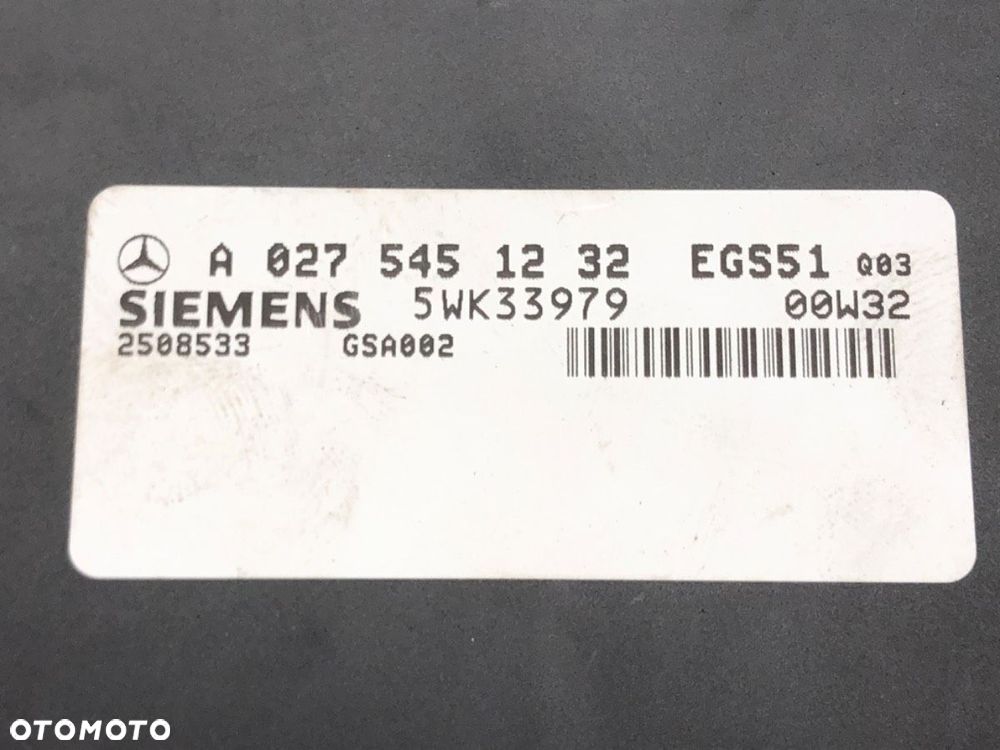 A 027 545 12 32 EGS51 Q03
SIEMENS 5WK33979 00W32
2508533 GSA002
OTOMOTO